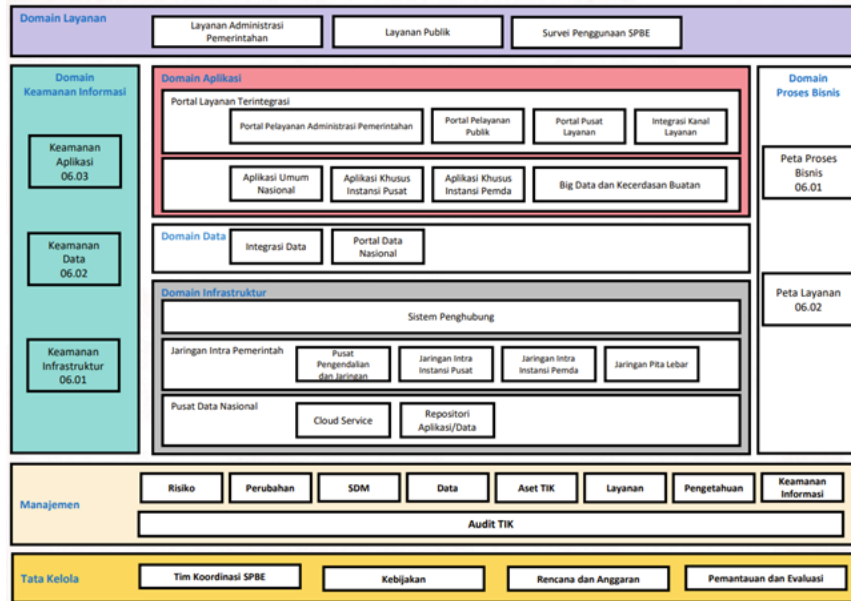 Domain Layanan
Layanan Administrasi
Pemerintahan
Layanan Publik
Survei Penggunaan SPBE
Domain
Keamanan Informasi
Keamanan
Aplikasi
06.03
Keamanan
Data
06.02
Keamanan
Infrastruktur
06.01
Domain Aplikasi
Portal Layanan Terintegrasi
Portal Pelayanan Administrasi Pemerintahan
Portal Pelayanan
Publik
Portal Pusat
Layanan
Integrasi Kanal
Layanan
Aplikasi Umum
Nasional
Aplikasi Khusus
Instansi Pusat
Aplikasi Khusus
Instansi Pemda
Big Data dan Kecerdasan Buatan
Domain Data
Integrasi Data
Portal Data
Nasional
Domain Infrastruktur
Sistem Penghubung
Jaringan Intra Pemerintah
Pusat
Pengendalian
dan Jaringan
Jaringan Intra
Instansi Pusat
Jaringan Intra
Instansi Pemda
Jaringan Pita Lebar
Pusat Data Nasional
Cloud Service
Repositori
Aplikasi/Data
Domain
Proses Bisnis
Peta Proses
Bisnis
06.01
Peta Layanan
06.02
Manajemen
Risiko
Perubahan
SDM
Data
Aset TIK
Layanan
Pengetahuan
Keamanan
Informasi
Audit TIK
Tata Kelola
Tim Koordinasi SPBE
Kebijakan
Rencana dan Anggaran
Pemantauan dan Evaluasi